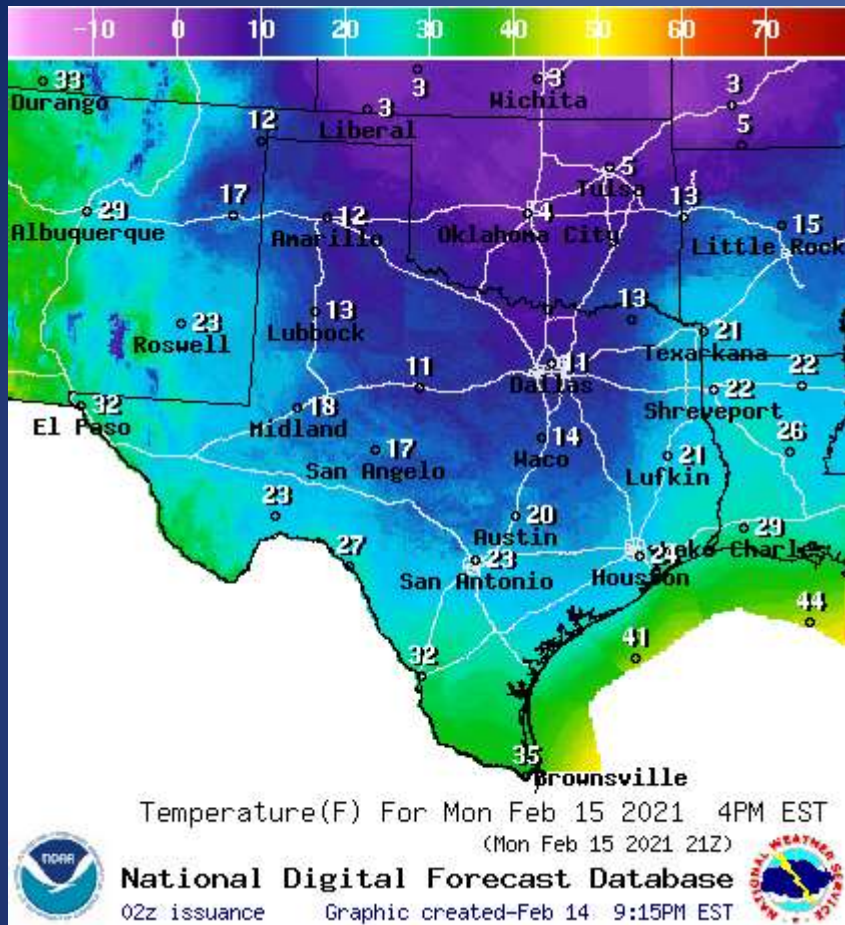 -10 0 10 20 30 40 50 60 70
33
Durango
3
3
Wichita
3
3
Liberal
12
5
5
Tulsa
29
Albuquerque
17
12
Amarillo
4
Oklahoma City
13
15
Little Rock
23
Roswell
13
Lubbock
13
21
Texarkana
11
11
Dallas
22
Shreveport
22
32
El Paso
18
Midland
17
San Angelo
14
Waco
21
Lufkin
26
23
20
Austin
29
Lake Charles
27
23
San Antonio
Houston
32
41
44
35
Brownsville
Temperature(F) For Mon Feb 15 2021 4PM EST
(Mon Feb 15 2021 21Z)
NOAA
National Digital Forecast Database
02z issuance Graphic created-Feb 14 9:15PM EST
NATIONAL WEATHER SERVICE